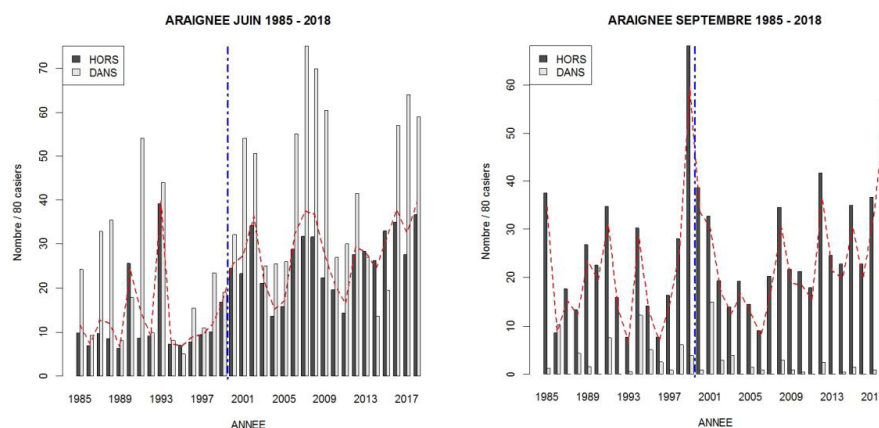 ARAIGNEE JUIN 1985 - 2018
HORS
DANS
Nombre / 80 casiers
70
60
50
40
30
20
10
0
1985 1989 1993 1997 2001 2005 2009 2013 2017
ANNEE
ARAIGNEE SEPTEMBRE 1985 - 2018
HORS
DANS
Nombre / 80 casiers
60
50
40
30
20
10
0
1985 1989 1993 1997 2001 2005 2009 2013 201
ANNEE